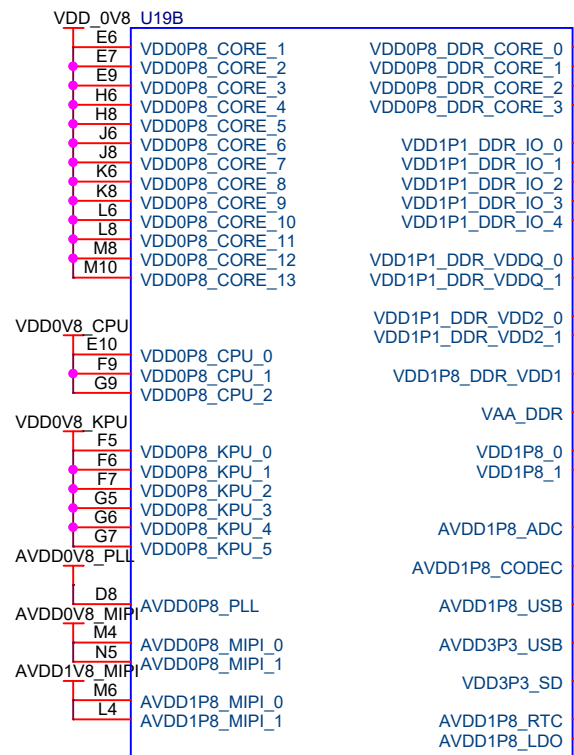 VDD_0V8 U19B
E6 VDD0P8_CORE_1 VDD0P8_DDR_CORE_0
E7 VDD0P8_CORE_2 VDD0P8_DDR_CORE_1
E9 VDD0P8_CORE_3 VDD0P8_DDR_CORE_2
H6 VDD0P8_CORE_4 VDD0P8_DDR_CORE_3
H8 VDD0P8_CORE_5
J6 VDD0P8_CORE_6 VDD1P1_DDR_IO_0
J8 VDD0P8_CORE_7 VDD1P1_DDR_IO_1
K6 VDD0P8_CORE_8 VDD1P1_DDR_IO_2
K8 VDD0P8_CORE_9 VDD1P1_DDR_IO_3
L6 VDD0P8_CORE_10 VDD1P1_DDR_IO_4
L8 VDD0P8_CORE_11
M8 VDD0P8_CORE_12 VDD1P1_DDR_VDDQ_0
M10 VDD0P8_CORE_13 VDD1P1_DDR_VDDQ_1
VDD1P1_DDR_VDD2_0
VDD0V8_CPU VDD1P1_DDR_VDD2_1
E10 VDD0P8_CPU_0
F9 VDD0P8_CPU_1 VDD1P8_DDR_VDD1
G9 VDD0P8_CPU_2
VDD0V8_KPU VAA_DDR
F5 VDD0P8_KPU_0 VDD1P8_0
F6 VDD0P8_KPU_1 VDD1P8_1
F7 VDD0P8_KPU_2
G5 VDD0P8_KPU_3
G6 VDD0P8_KPU_4 AVDD1P8_ADC
G7 VDD0P8_KPU_5
AVDD0V8_PLL AVDD1P8_CODEC
D8 AVDD0P8_PLL AVDD1P8_USB
AVDD0V8_MIPI
M4 AVDD0P8_MIPI_0 AVDD3P3_USB
N5 AVDD0P8_MIPI_1
AVDD1V8_MIPI VDD3P3_SD
M6 AVDD1P8_MIPI_0
L4 AVDD1P8_MIPI_1 AVDD1P8_RTC
AVDD1P8_LDO